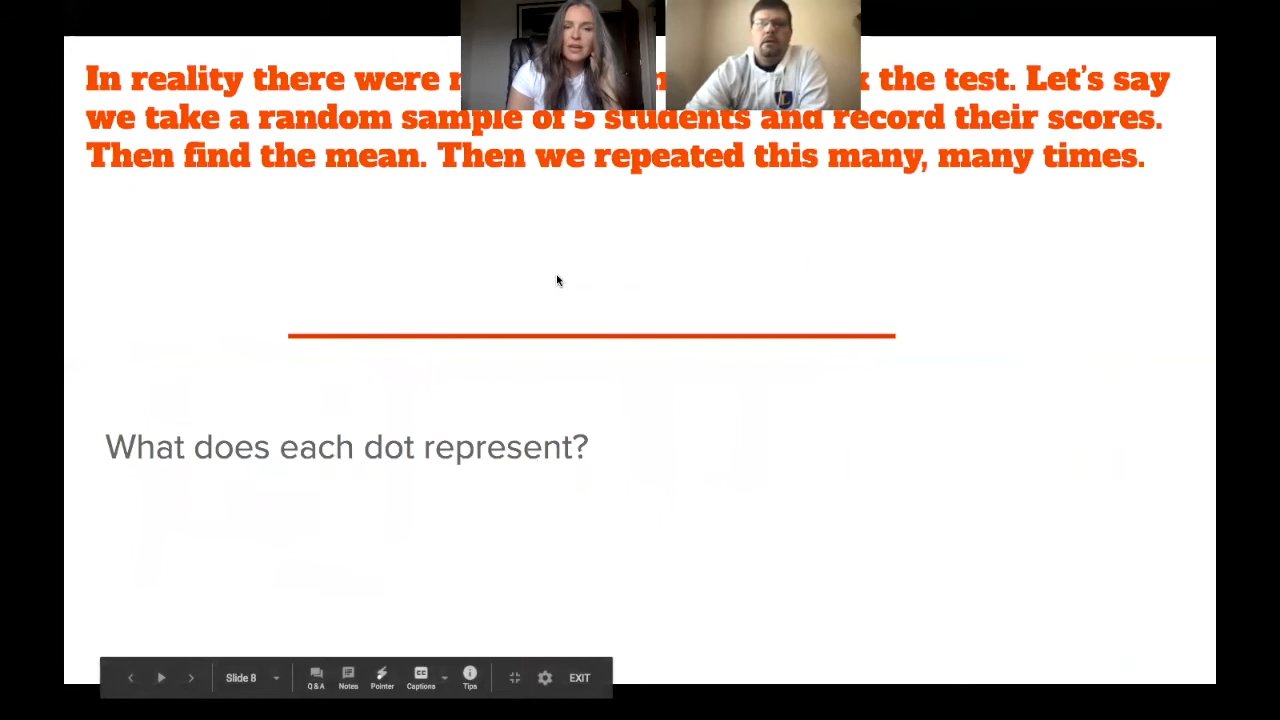 In reality there were the test. Let's say
we take a random sample of 5 students and record their scores.
Then find the mean. Then we repeated this many, many times.
What does each dot represent?
Slide 8
Q & A
Notes
Pointer
Captions
Tips
EXIT